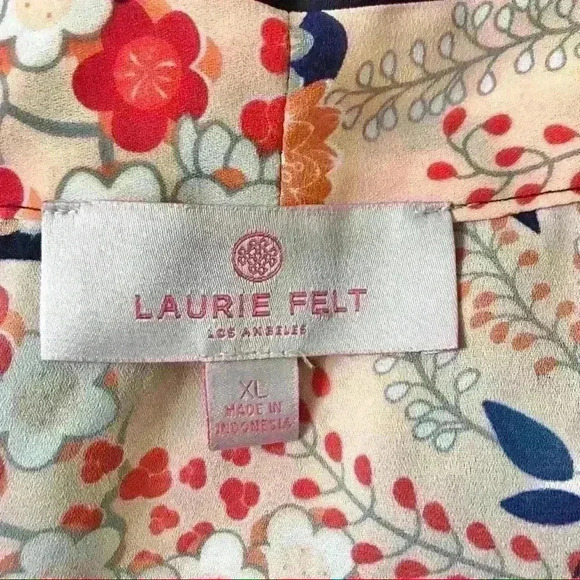 LAURIE FELT
LOS ANGELES
XL
MADE IN
INDONESIA